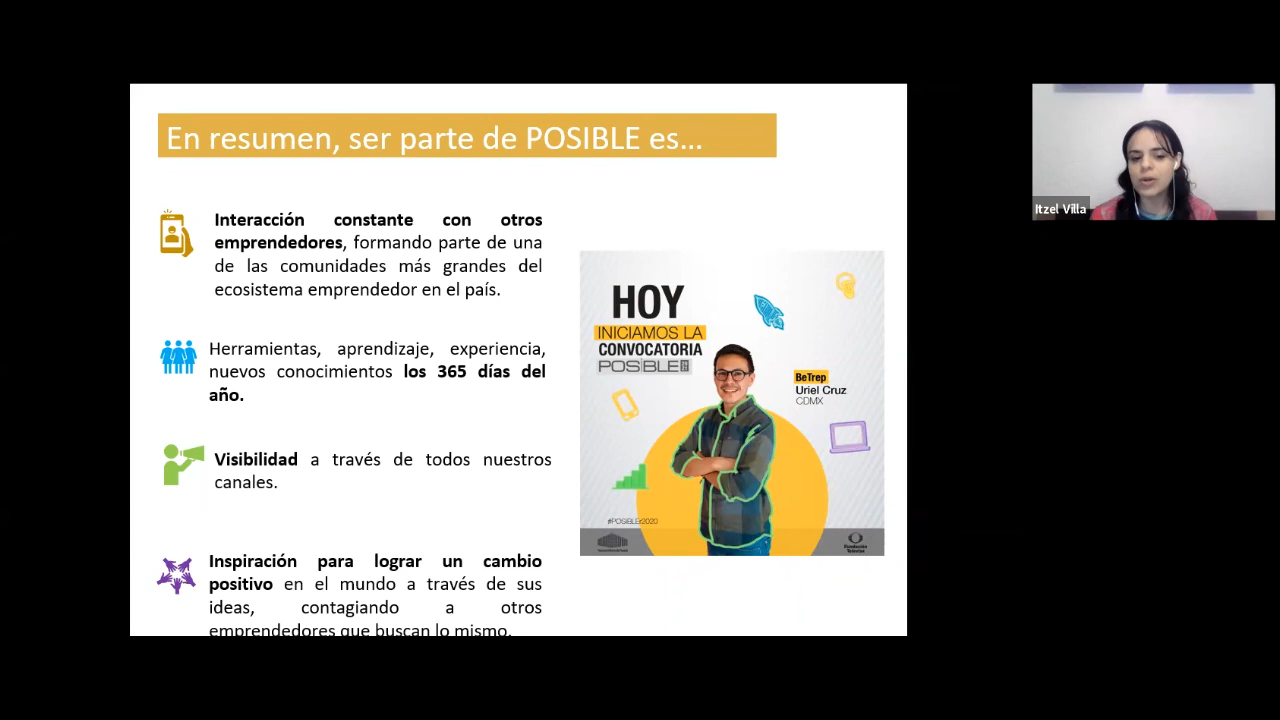 En resumen, ser parte de POSIBLE es...
Interacción constante con otros
emprendedores, formando parte de una
de las comunidades más grandes del
ecosistema emprendedor en el país.
Herramientas, aprendizaje, experiencia,
nuevos conocimientos los 365 días del
año.
Visibilidad a través de todos nuestros
canales.
Inspiración para lograr un cambio
positivo en el mundo a través de sus
ideas, contagiando a otros
emprendedores que buscan lo mismo.
HOY
INICIAMOS LA
CONVOCATORIA
POSIBLE
BeTrep
Uriel Cruz
CDMX
#POSIBLE2020
Fundación
Televisa
Itzel Villa